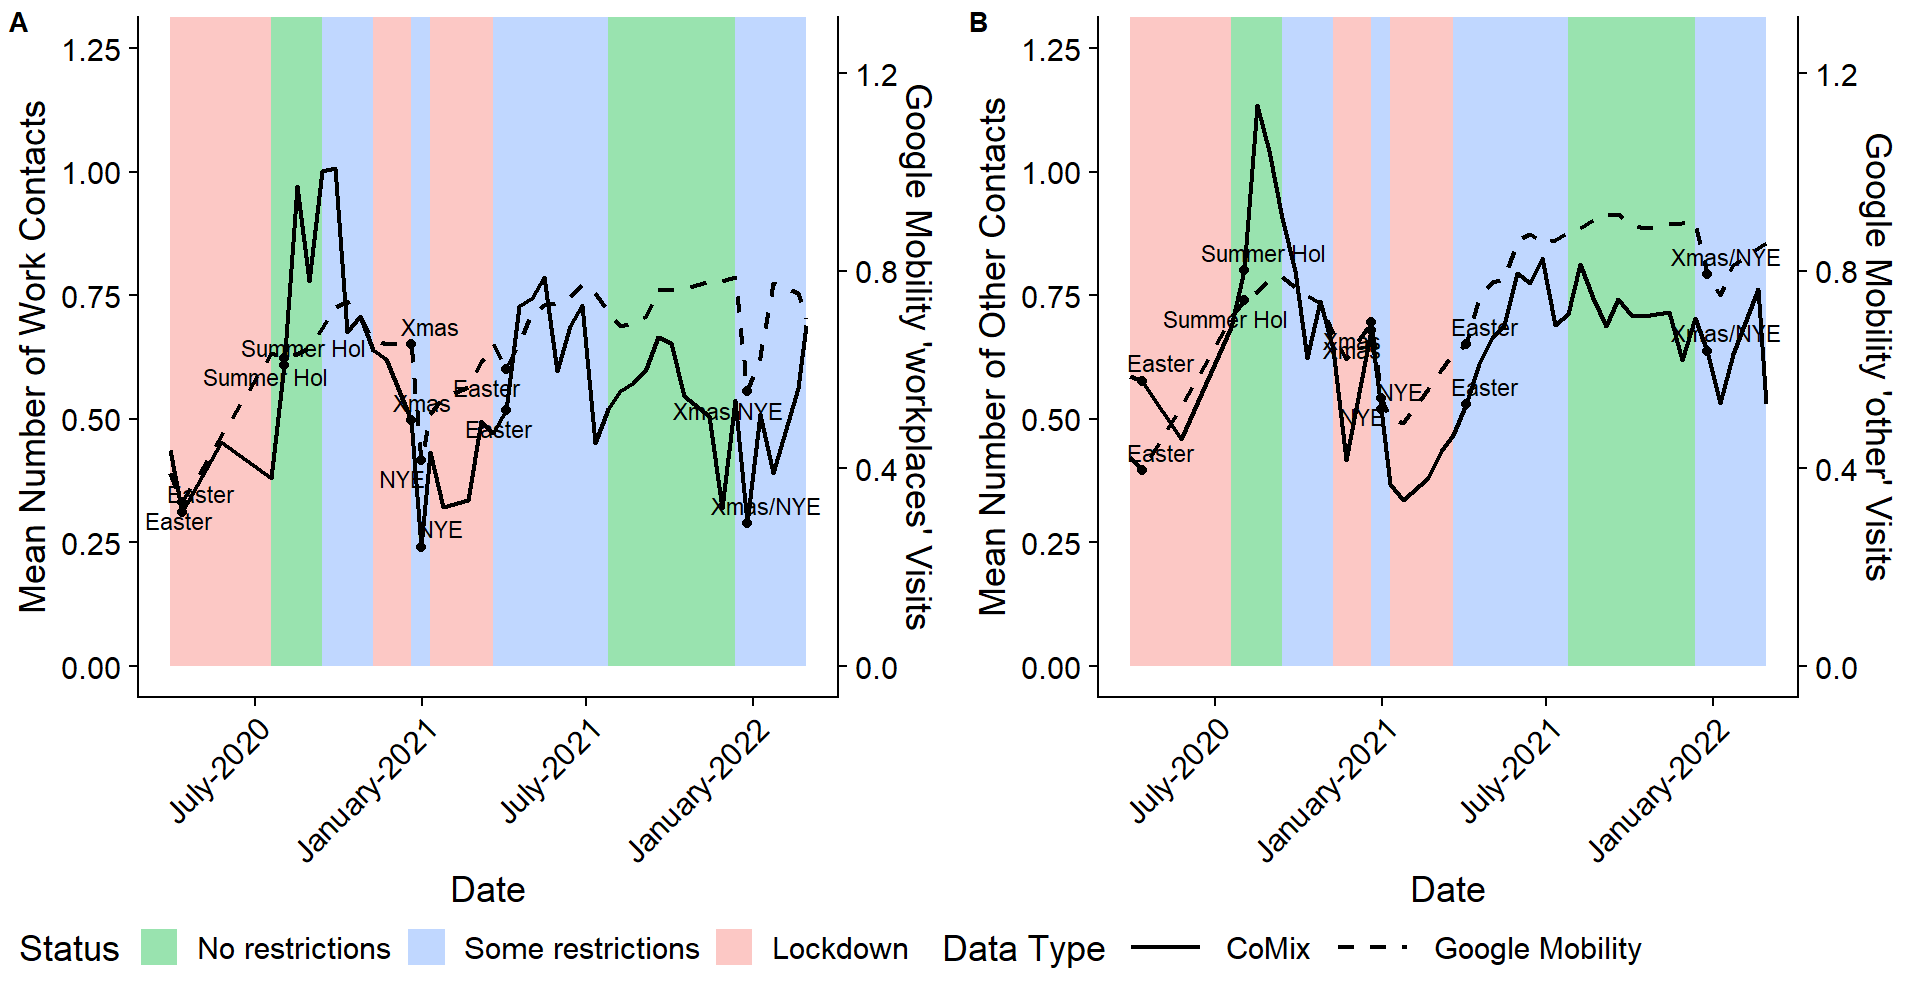 A
Mean Number of Work Contacts
1.25
1.00
0.75
0.50
0.25
0.00
Easter
Easter
Summer Hol
Summer Hol
Xmas
Xmas
NYE
NYE
Easter
Easter
Xmas/NYE
Xmas/NYE
1.2
0.8
0.4
0.0
Google Mobility 'workplaces' Visits
July-2020
January-2021
July-2021
January-2022
Date
B
Mean Number of Other Contacts
1.25
1.00
0.75
0.50
0.25
0.00
Easter
Easter
Summer Hol
Summer Hol
Xmas
Xmas
NYE
NYE
Easter
Easter
Xmas/NYE
Xmas/NYE
1.2
0.8
0.4
0.0
Google Mobility 'other' Visits
July-2020
January-2021
July-2021
January-2022
Date
Status No restrictions Some restrictions Lockdown Data Type CoMix Google Mobility